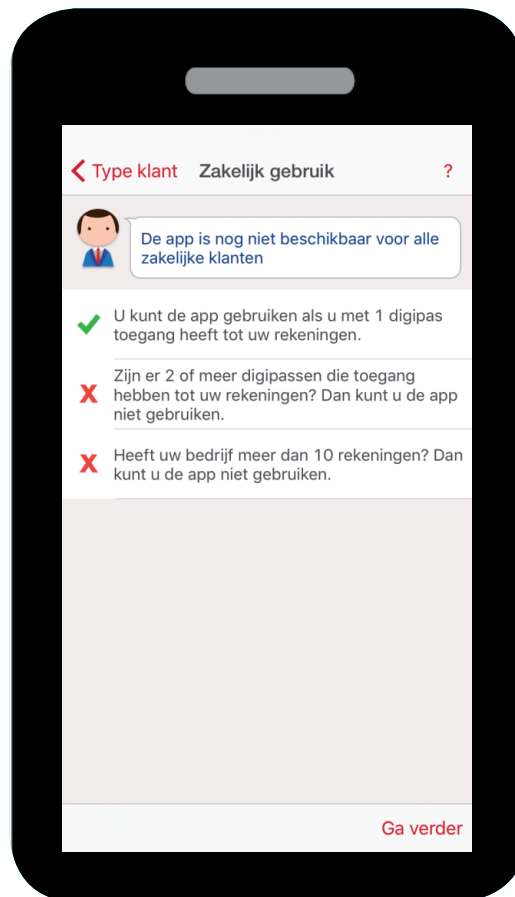 Type klant Zakelijk gebruik ?
De app is nog niet beschikbaar voor alle
zakelijke klanten
U kunt de app gebruiken als u met 1 digipas
toegang heeft tot uw rekeningen.
Zijn er 2 of meer digipassen die toegang
hebben tot uw rekeningen? Dan kunt u de app
niet gebruiken.
Heeft uw bedrijf meer dan 10 rekeningen? Dan
kunt u de app niet gebruiken.
Ga verder